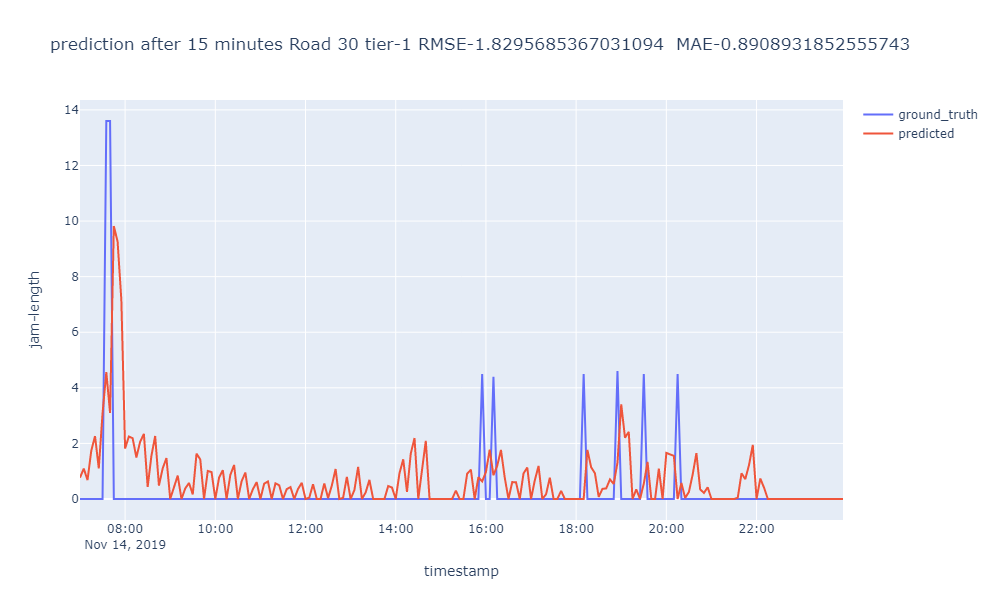 prediction after 15 minutes Road 30 tier-1 RMSE-1.8295685367031094  MAE-0.8908931852555743
ground_truth
predicted
14
12
10
8
6
4
2
0
jam-length
08:00 10:00 12:00 14:00 16:00 18:00 20:00 22:00
Nov 14, 2019
timestamp